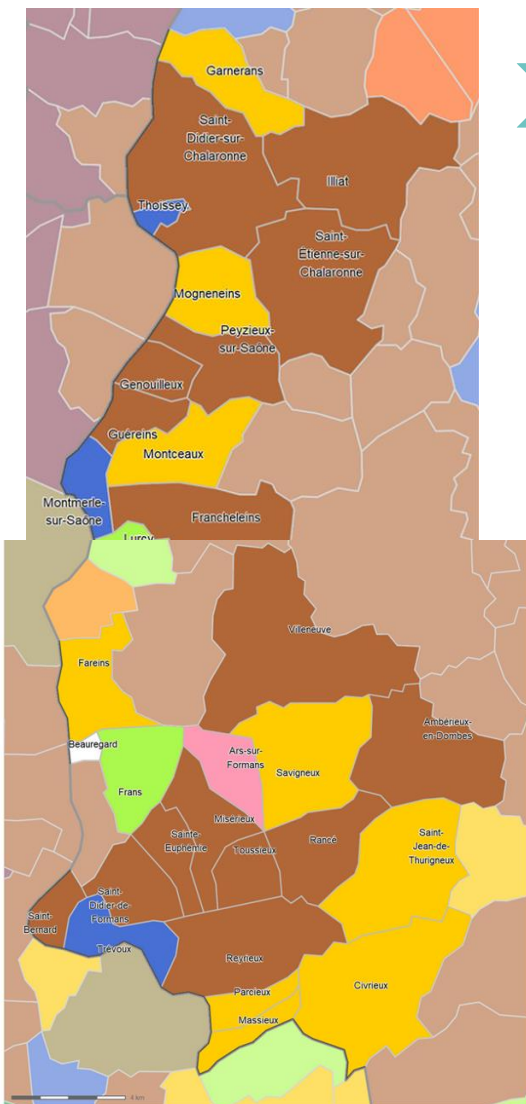 Garnerans
Saint-
Didier-sur-
Chalaronne
Illiat
Thoissey
Saint-
Étienne-sur-
Chalaronne
Mogneneins
Peyzieux-
sur-Saône
Genouilleux
Guéreins
Montceaux
Montmerle-
sur-Saône
Francheleins
Lurcy
Villeneuve
Fareins
Ambérieux-
en-Dombes
Beauregard
Ars-sur-
Formans
Savigneux
Frans
Misérieux
Sainte-
Euphémie
Toussieux
Rancé
Saint-
Jean-de-
Thurigneux
Saint-
Didier-de-
Formans
Saint-
Bernard
Trévoux
Reyrieux
Parcieux
Civrieux
Massieux
4 km